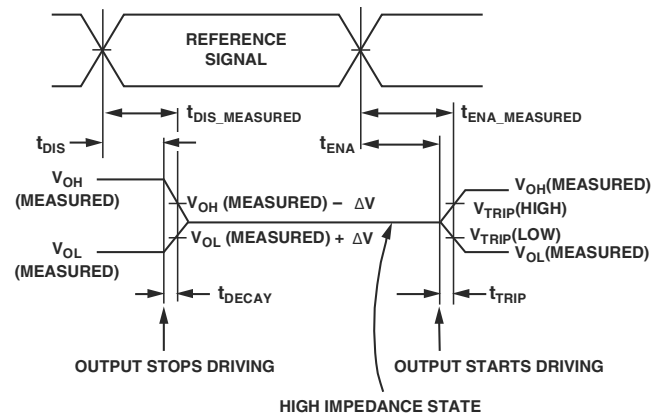 REFERENCE
SIGNAL
tDIS_MEASURED
tENA_MEASURED
tDIS
tENA
VOH
(MEASURED)
VOH (MEASURED) – ΔV
VOH(MEASURED)
VTRIP(HIGH)
VOL
(MEASURED)
VOL (MEASURED) + ΔV
VTRIP(LOW)
VOL(MEASURED)
tDECAY
tTRIP
OUTPUT STOPS DRIVING
OUTPUT STARTS DRIVING
HIGH IMPEDANCE STATE